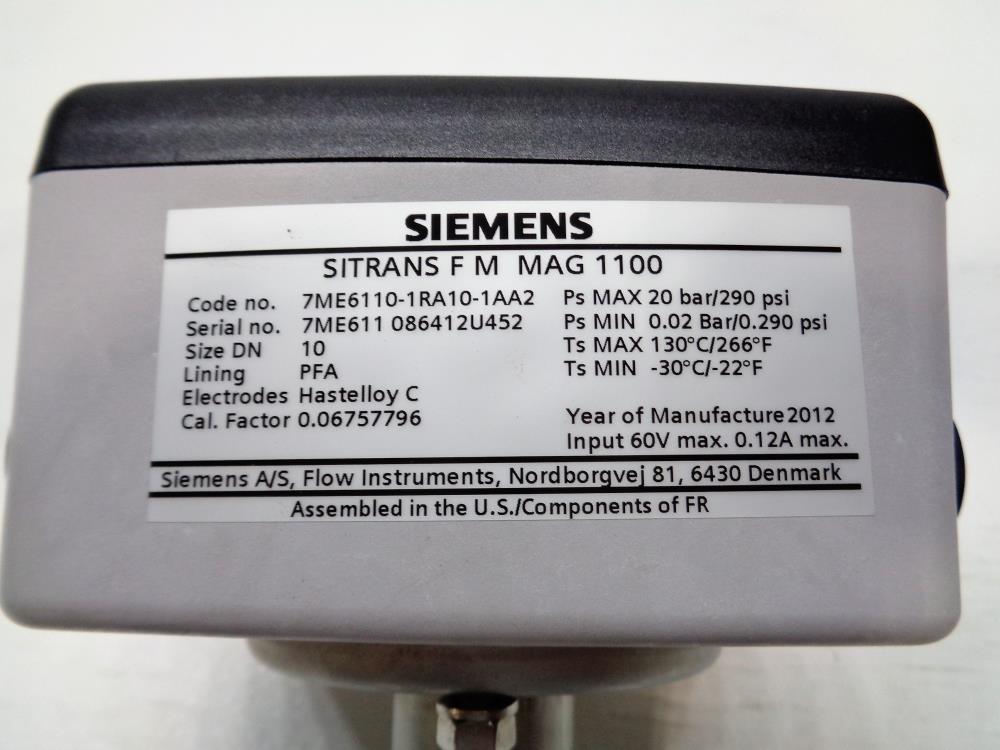 SIEMENS
SITRANS F M MAG 1100
Code no. 7ME6110-1RA10-1AA2
Serial no. 7ME611 086412U452
Size DN 10
Lining PFA
Electrodes Hastelloy C
Cal. Factor 0.06757796
Ps MAX 20 bar/290 psi
Ps MIN 0.02 Bar/0.290 psi
Ts MAX 130°C/266°F
Ts MIN -30°C/-22°F
Year of Manufacture 2012
Input 60V max. 0.12A max.
Siemens A/S, Flow Instruments, Nordborgvej 81, 6430 Denmark
Assembled in the U.S./Components of FR